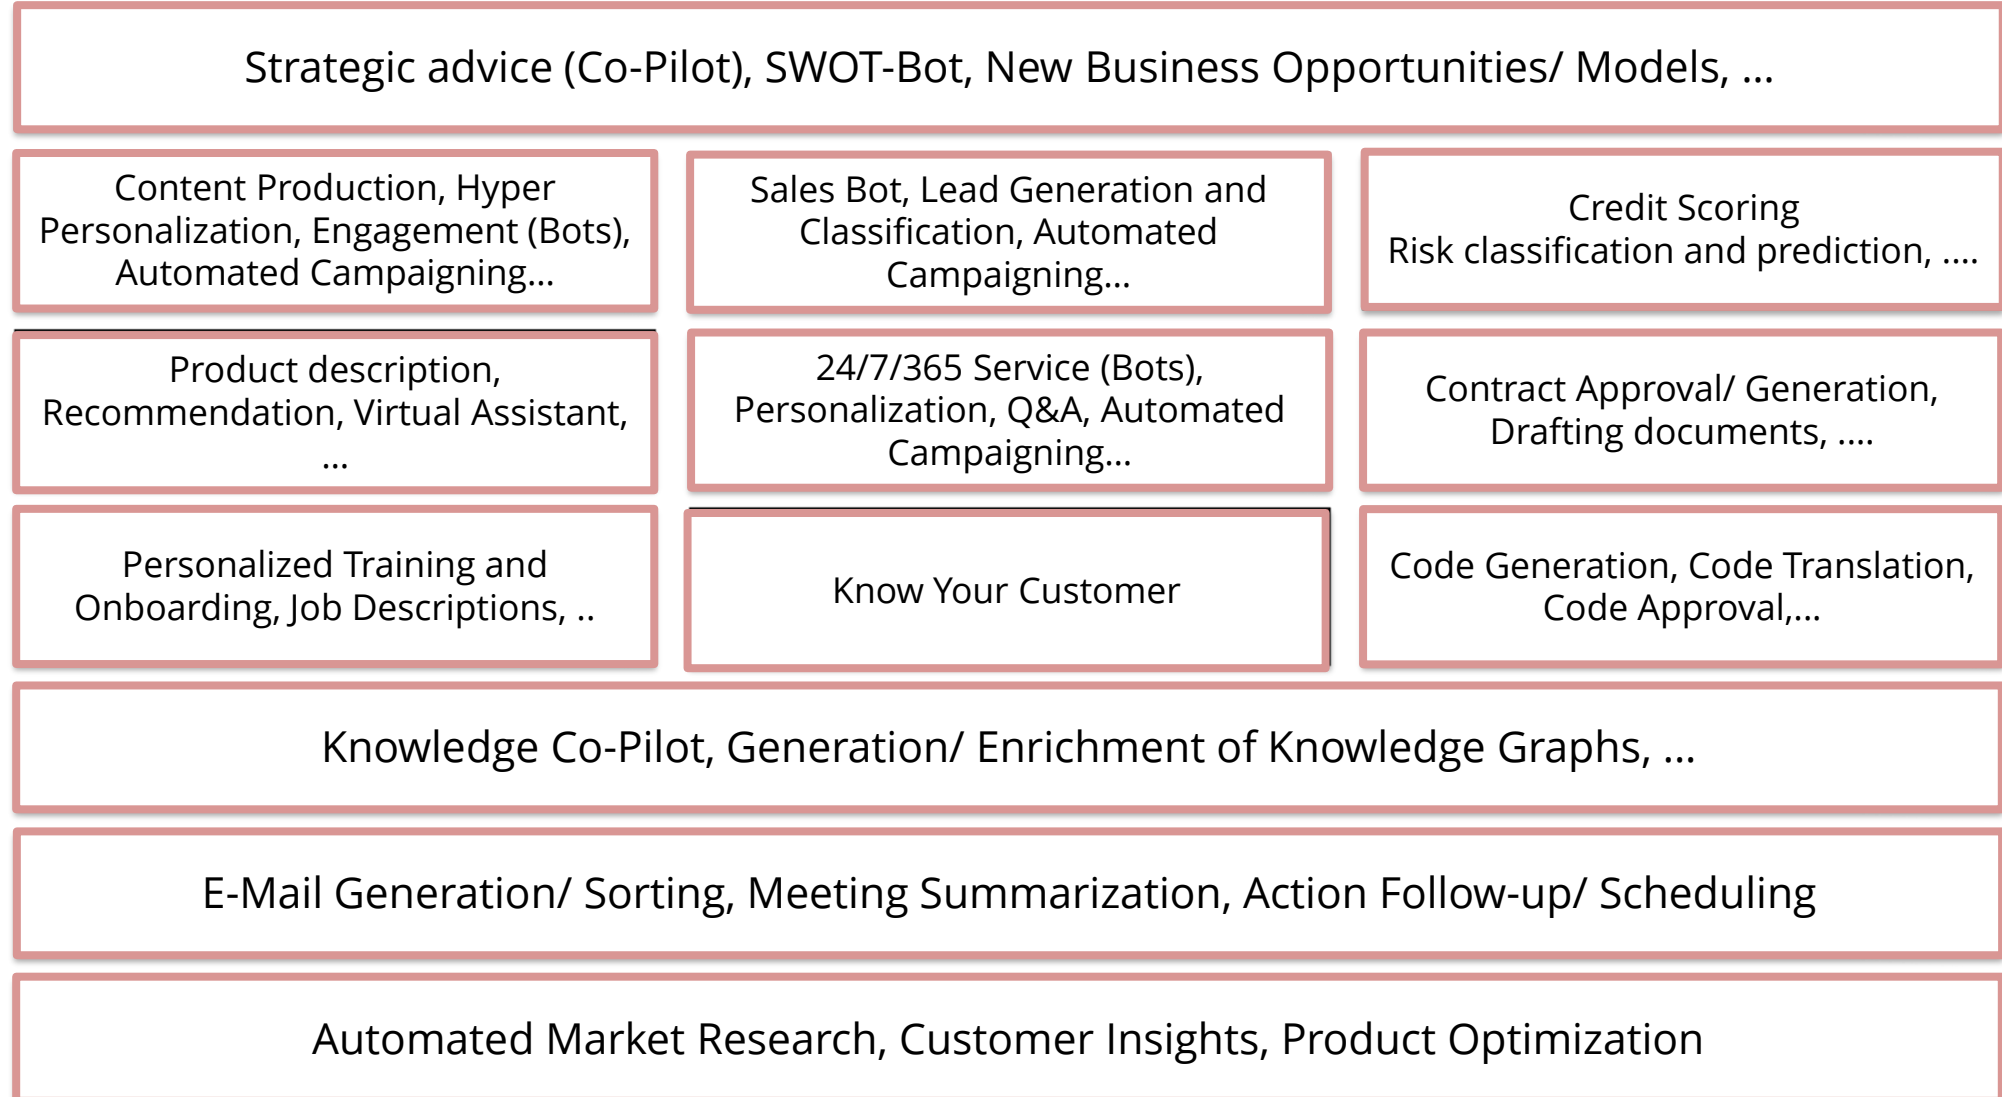 Strategic advice (Co-Pilot), SWOT-Bot, New Business Opportunities/ Models, ...
Content Production, Hyper
Personalization, Engagement (Bots),
Automated Campaigning...
Sales Bot, Lead Generation and
Classification, Automated
Campaigning...
Credit Scoring
Risk classification and prediction, ....
Product description,
Recommendation, Virtual Assistant,
...
24/7/365 Service (Bots),
Personalization, Q&A, Automated
Campaigning...
Contract Approval/ Generation,
Drafting documents, ....
Personalized Training and
Onboarding, Job Descriptions, ..
Know Your Customer
Code Generation, Code Translation,
Code Approval,...
Knowledge Co-Pilot, Generation/ Enrichment of Knowledge Graphs, ...
E-Mail Generation/ Sorting, Meeting Summarization, Action Follow-up/ Scheduling
Automated Market Research, Customer Insights, Product Optimization